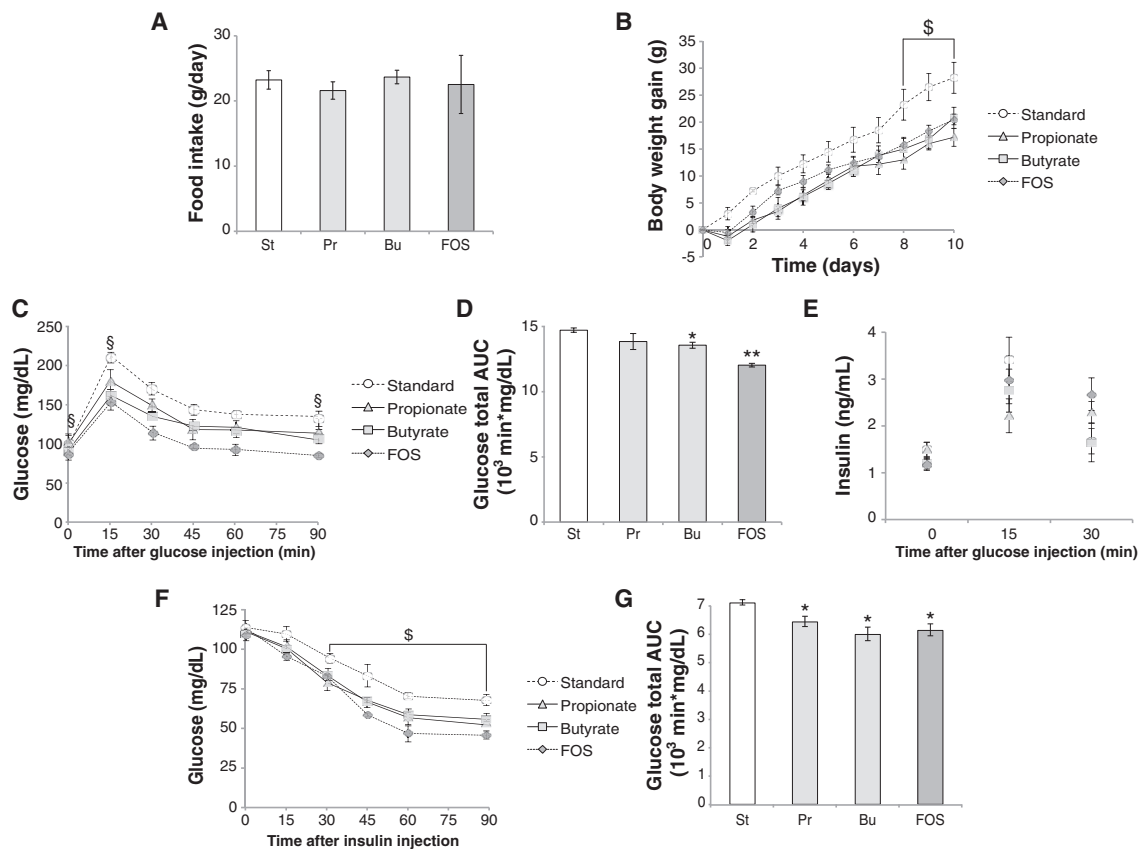 A
Food intake (g/day)
30
20
10
0
St Pr Bu FOS
B
Body weight gain (g)
$
35
30
25
20
15
10
5
0
-5
0 2 4 6 8 10
Time (days)
Standard
Propionate
Butyrate
FOS
C
Glucose (mg/dL)
250
200
150
100
50
0
§
§
§
0 15 30 45 60 75 90
Time after glucose injection (min)
Standard
Propionate
Butyrate
FOS
D
Glucose total AUC
(10³ min*mg/dL)
15
10
5
0
*
**
St Pr Bu FOS
E
Insulin (ng/mL)
4
3
2
1
0
0 15 30
Time after glucose injection (min)
F
Glucose (mg/dL)
125
100
75
50
25
0
$
0 15 30 45 60 75 90
Time after insulin injection
Standard
Propionate
Butyrate
FOS
G
Glucose total AUC
(10³ min*mg/dL)
7
6
5
4
3
2
1
0
*
*
*
St Pr Bu FOS